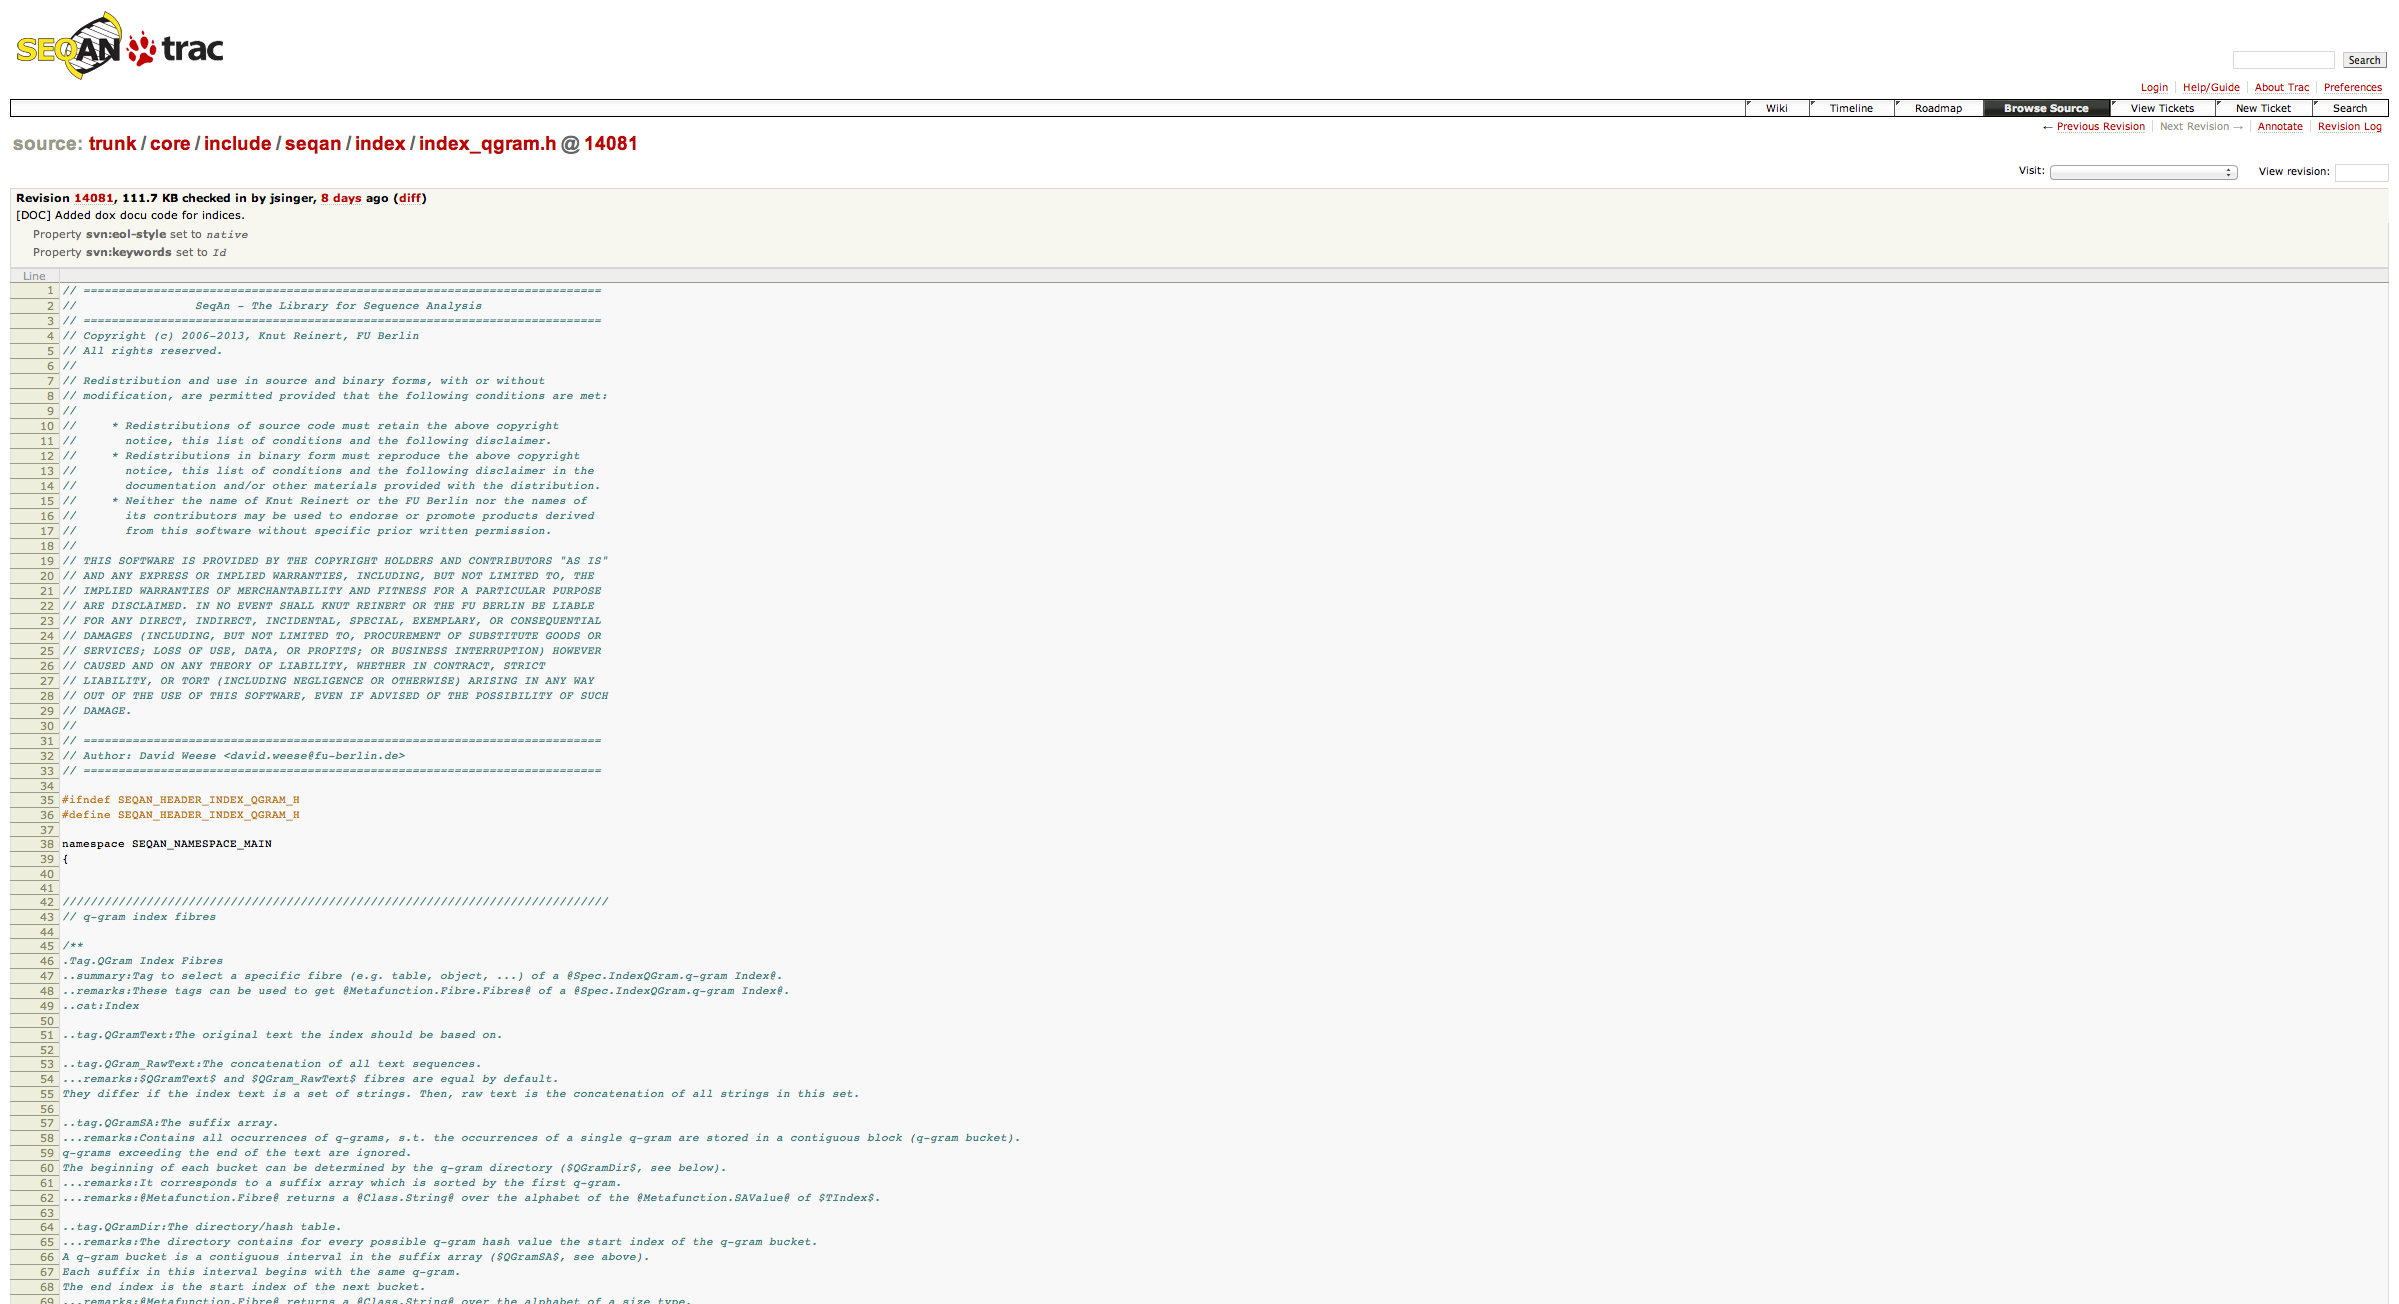 SEQAN trac
Search
Login Help/Guide About Trac Preferences
Wiki Timeline Roadmap Browse Source View Tickets New Ticket Search
← Previous Revision Next Revision → Annotate Revision Log
source: trunk / core / include / seqan / index / index_qgram.h @ 14081
Visit: View revision:
Revision 14081, 111.7 KB checked in by jsinger, 8 days ago (diff)
[DOC] Added dox docu code for indices.
Property svn:eol-style set to native
Property svn:keywords set to Id
Line
1 // ==========================================================================
2 //                 SeqAn - The Library for Sequence Analysis
3 // ==========================================================================
4 // Copyright (c) 2006-2013, Knut Reinert, FU Berlin
5 // All rights reserved.
6 //
7 // Redistribution and use in source and binary forms, with or without
8 // modification, are permitted provided that the following conditions are met:
9 //
10 //     * Redistributions of source code must retain the above copyright
11 //       notice, this list of conditions and the following disclaimer.
12 //     * Redistributions in binary form must reproduce the above copyright
13 //       notice, this list of conditions and the following disclaimer in the
14 //       documentation and/or other materials provided with the distribution.
15 //     * Neither the name of Knut Reinert or the FU Berlin nor the names of
16 //       its contributors may be used to endorse or promote products derived
17 //       from this software without specific prior written permission.
18 //
19 // THIS SOFTWARE IS PROVIDED BY THE COPYRIGHT HOLDERS AND CONTRIBUTORS "AS IS"
20 // AND ANY EXPRESS OR IMPLIED WARRANTIES, INCLUDING, BUT NOT LIMITED TO, THE
21 // IMPLIED WARRANTIES OF MERCHANTABILITY AND FITNESS FOR A PARTICULAR PURPOSE
22 // ARE DISCLAIMED. IN NO EVENT SHALL KNUT REINERT OR THE FU BERLIN BE LIABLE
23 // FOR ANY DIRECT, INDIRECT, INCIDENTAL, SPECIAL, EXEMPLARY, OR CONSEQUENTIAL
24 // DAMAGES (INCLUDING, BUT NOT LIMITED TO, PROCUREMENT OF SUBSTITUTE GOODS OR
25 // SERVICES; LOSS OF USE, DATA, OR PROFITS; OR BUSINESS INTERRUPTION) HOWEVER
26 // CAUSED AND ON ANY THEORY OF LIABILITY, WHETHER IN CONTRACT, STRICT
27 // LIABILITY, OR TORT (INCLUDING NEGLIGENCE OR OTHERWISE) ARISING IN ANY WAY
28 // OUT OF THE USE OF THIS SOFTWARE, EVEN IF ADVISED OF THE POSSIBILITY OF SUCH
29 // DAMAGE.
30 //
31 // ==========================================================================
32 // Author: David Weese <david.weese@fu-berlin.de>
33 // ==========================================================================
34
35 #ifndef SEQAN_HEADER_INDEX_QGRAM_H
36 #define SEQAN_HEADER_INDEX_QGRAM_H
37
38 namespace SEQAN_NAMESPACE_MAIN
39 {
40
41
42 //////////////////////////////////////////////////////////////////////////////
43 // q-gram index fibres
44
45 /**
46 .Tag.QGram Index Fibres
47 ..summary:Tag to select a specific fibre (e.g. table, object, ...) of a @Spec.IndexQGram.q-gram Index@.
48 ..remarks:These tags can be used to get @Metafunction.Fibre.Fibres@ of a @Spec.IndexQGram.q-gram Index@.
49 ..cat:Index
50
51 ..tag.QGramText:The original text the index should be based on.
52
53 ..tag.QGram_RawText:The concatenation of all text sequences.
54 ...remarks:$QGramText$ and $QGram_RawText$ fibres are equal by default.
55 They differ if the index text is a set of strings. Then, raw text is the concatenation of all strings in this set.
56
57 ..tag.QGramSA:The suffix array.
58 ...remarks:Contains all occurrences of q-grams, s.t. the occurrences of a single q-gram are stored in a contiguous block (q-gram bucket).
59 q-grams exceeding the end of the text are ignored.
60 The beginning of each bucket can be determined by the q-gram directory ($QGramDir$, see below).
61 ...remarks:It corresponds to a suffix array which is sorted by the first q-gram.
62 ...remarks:@Metafunction.Fibre@ returns a @Class.String@ over the alphabet of the @Metafunction.SAValue@ of $TIndex$.
63
64 ..tag.QGramDir:The directory/hash table.
65 ...remarks:The directory contains for every possible q-gram hash value the start index of the q-gram bucket.
66 A q-gram bucket is a contiguous interval in the suffix array ($QGramSA$, see above).
67 Each suffix in this interval begins with the same q-gram.
68 The end index is the start index of the next bucket.
69 ...remarks:@Metafunction.Fibre@ returns a @Class.String@ over the alphabet of a size type.